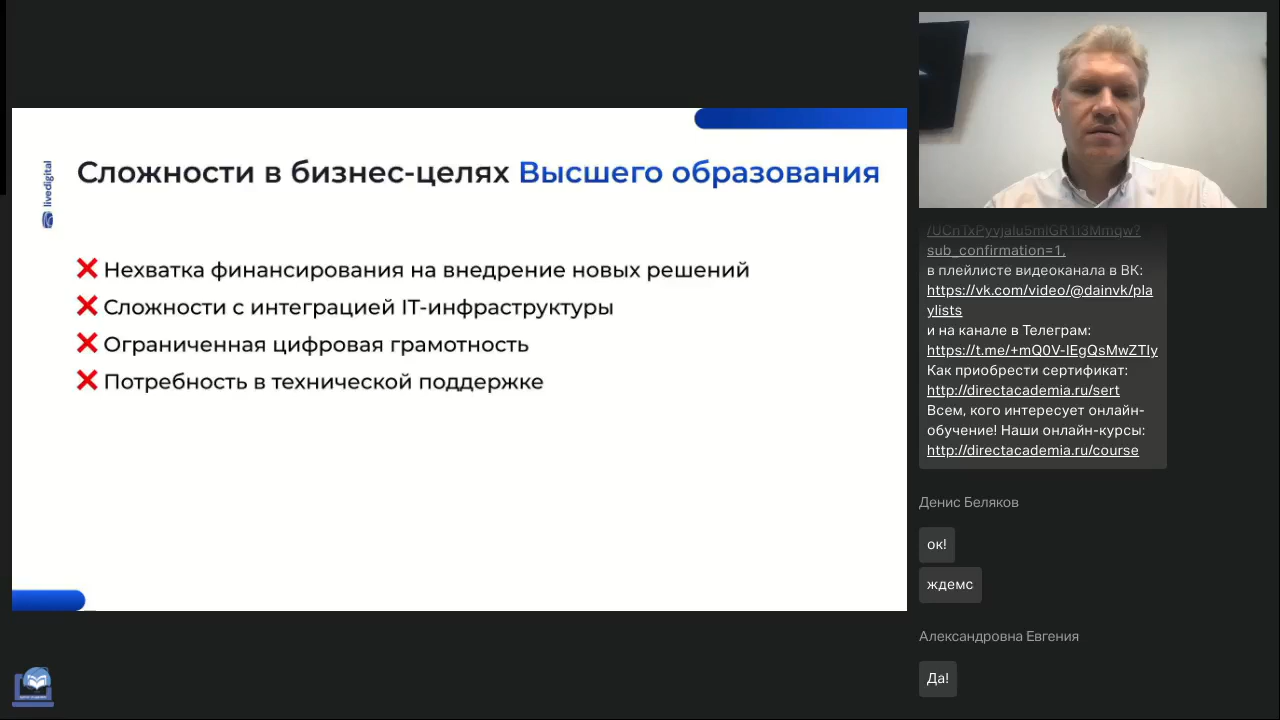 livedigital
Сложности в бизнес-целях Высшего образования
Нехватка финансирования на внедрение новых решений
Сложности с интеграцией IT-инфраструктуры
Ограниченная цифровая грамотность
Потребность в технической поддержке
sub_confirmation=1,
в плейлисте видеоканала в ВК:
https://vk.com/video/@dainvk/pla
ylists
и на канале в Телеграм:
https://t.me/+mQ0V-lEgQsMwZTIy
Как приобрести сертификат:
http://directacademia.ru/sert
Всем, кого интересует онлайн-
обучение! Наши онлайн-курсы:
http://directacademia.ru/course
Денис Беляков
ок!
ждемс
Александровна Евгения
Да!